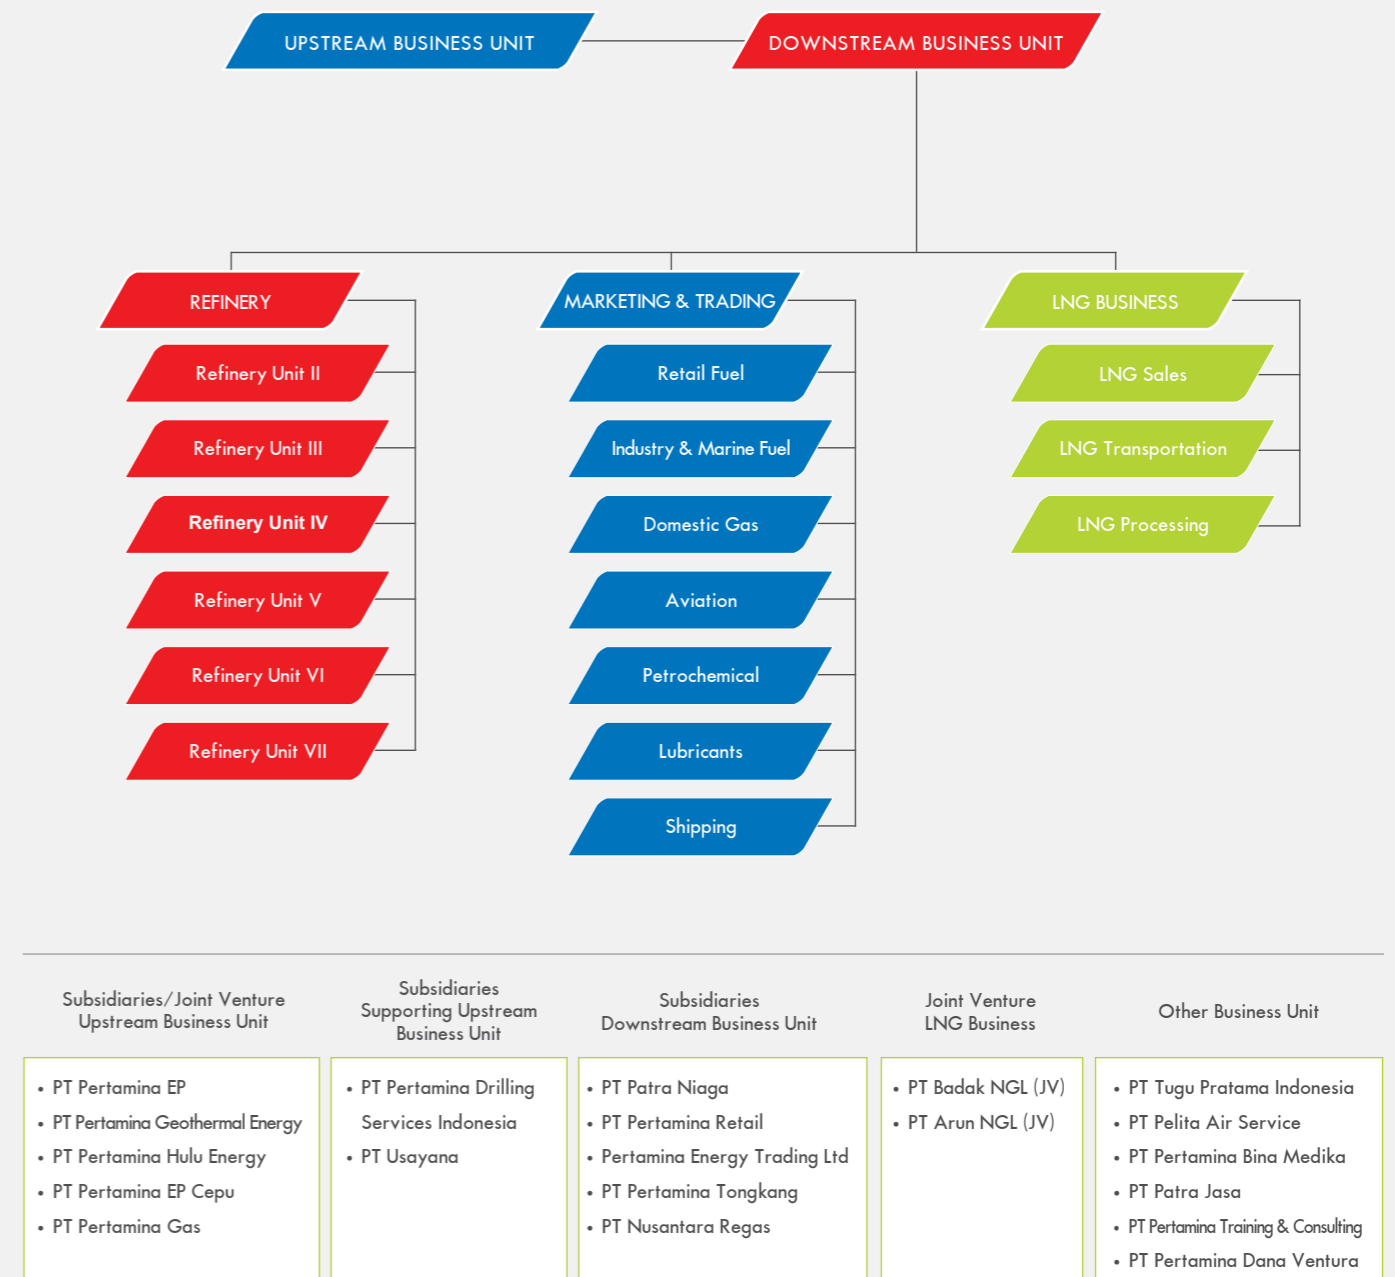 UPSTREAM BUSINESS UNIT
DOWNSTREAM BUSINESS UNIT
REFINERY
Refinery Unit II
Refinery Unit III
Refinery Unit IV
Refinery Unit V
Refinery Unit VI
Refinery Unit VII
MARKETING & TRADING
Retail Fuel
Industry & Marine Fuel
Domestic Gas
Aviation
Petrochemical
Lubricants
Shipping
LNG BUSINESS
LNG Sales
LNG Transportation
LNG Processing
Subsidiaries/Joint Venture
Upstream Business Unit
• PT Pertamina EP
• PT Pertamina Geothermal Energy
• PT Pertamina Hulu Energy
• PT Pertamina EP Cepu
• PT Pertamina Gas
Subsidiaries
Supporting Upstream
Business Unit
• PT Pertamina Drilling
Services Indonesia
• PT Usayana
Subsidiaries
Downstream Business Unit
• PT Patra Niaga
• PT Pertamina Retail
• Pertamina Energy Trading Ltd
• PT Pertamina Tongkang
• PT Nusantara Regas
Joint Venture
LNG Business
• PT Badak NGL (JV)
• PT Arun NGL (JV)
Other Business Unit
• PT Tugu Pratama Indonesia
• PT Pelita Air Service
• PT Pertamina Bina Medika
• PT Patra Jasa
• PT Pertamina Training & Consulting
• PT Pertamina Dana Ventura